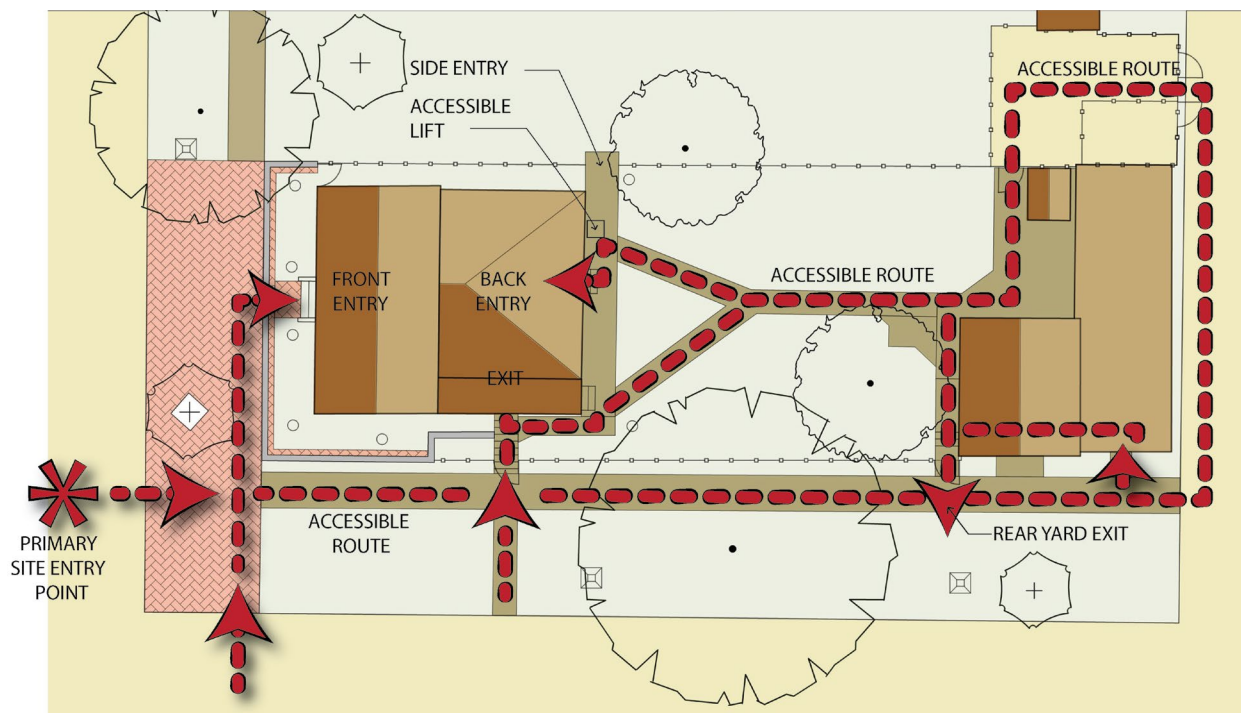 SIDE ENTRY
ACCESSIBLE
LIFT
ACCESSIBLE ROUTE
FRONT
ENTRY
BACK
ENTRY
ACCESSIBLE ROUTE
EXIT
ACCESSIBLE
ROUTE
REAR YARD EXIT
PRIMARY
SITE ENTRY
POINT